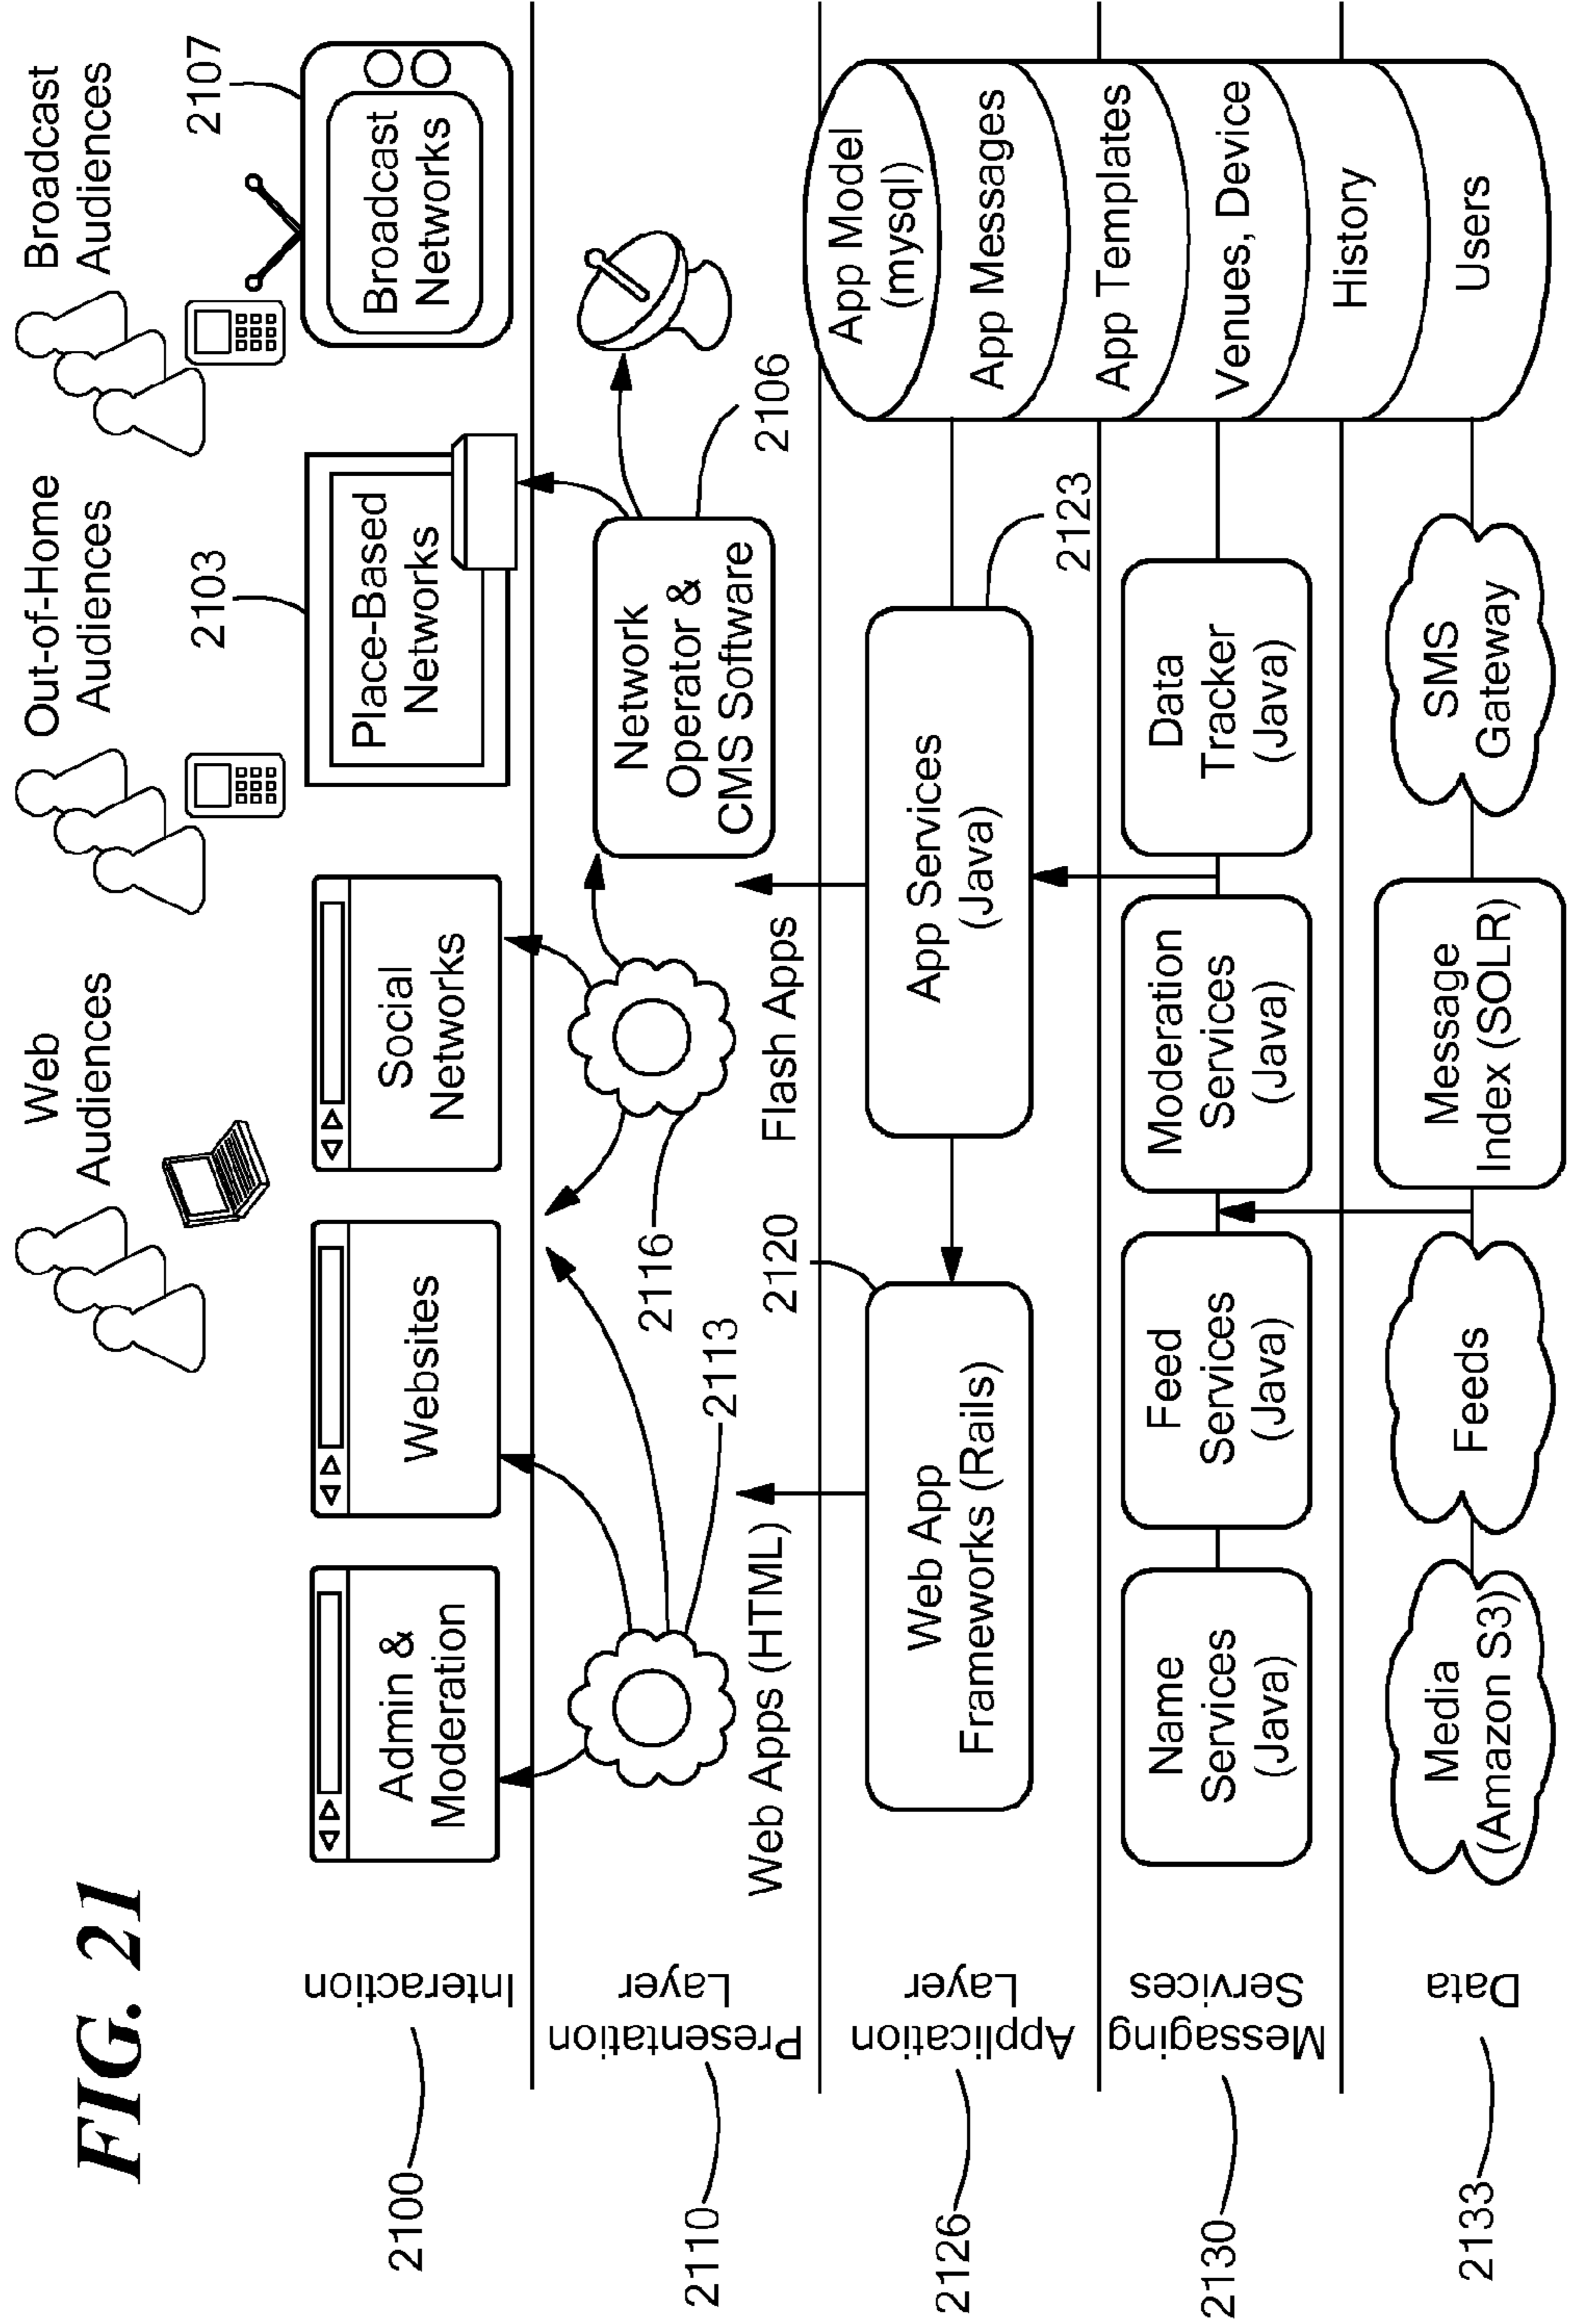 FIG. 21
Web
Audiences
Out-of-Home
Audiences
Broadcast
Audiences
2100
Interaction
Admin &
Moderation
Websites
Social
Networks
2103
Place-Based
Networks
2107
Broadcast
Networks
2110
Presentation
Layer
2113
2116
Network
Operator &
CMS Software
2106
Web Apps (HTML)
2120
Flash Apps
2126
Application
Layer
Web App
Frameworks (Rails)
App Services
(Java)
2123
2130
Messaging
Services
Name
Services
(Java)
Feed
Services
(Java)
Moderation
Services
(Java)
Data
Tracker
(Java)
2133
Data
Media
(Amazon S3)
Feeds
Message
Index (SOLR)
SMS
Gateway
App Model
(mysql)
App Messages
App Templates
Venues, Device
History
Users